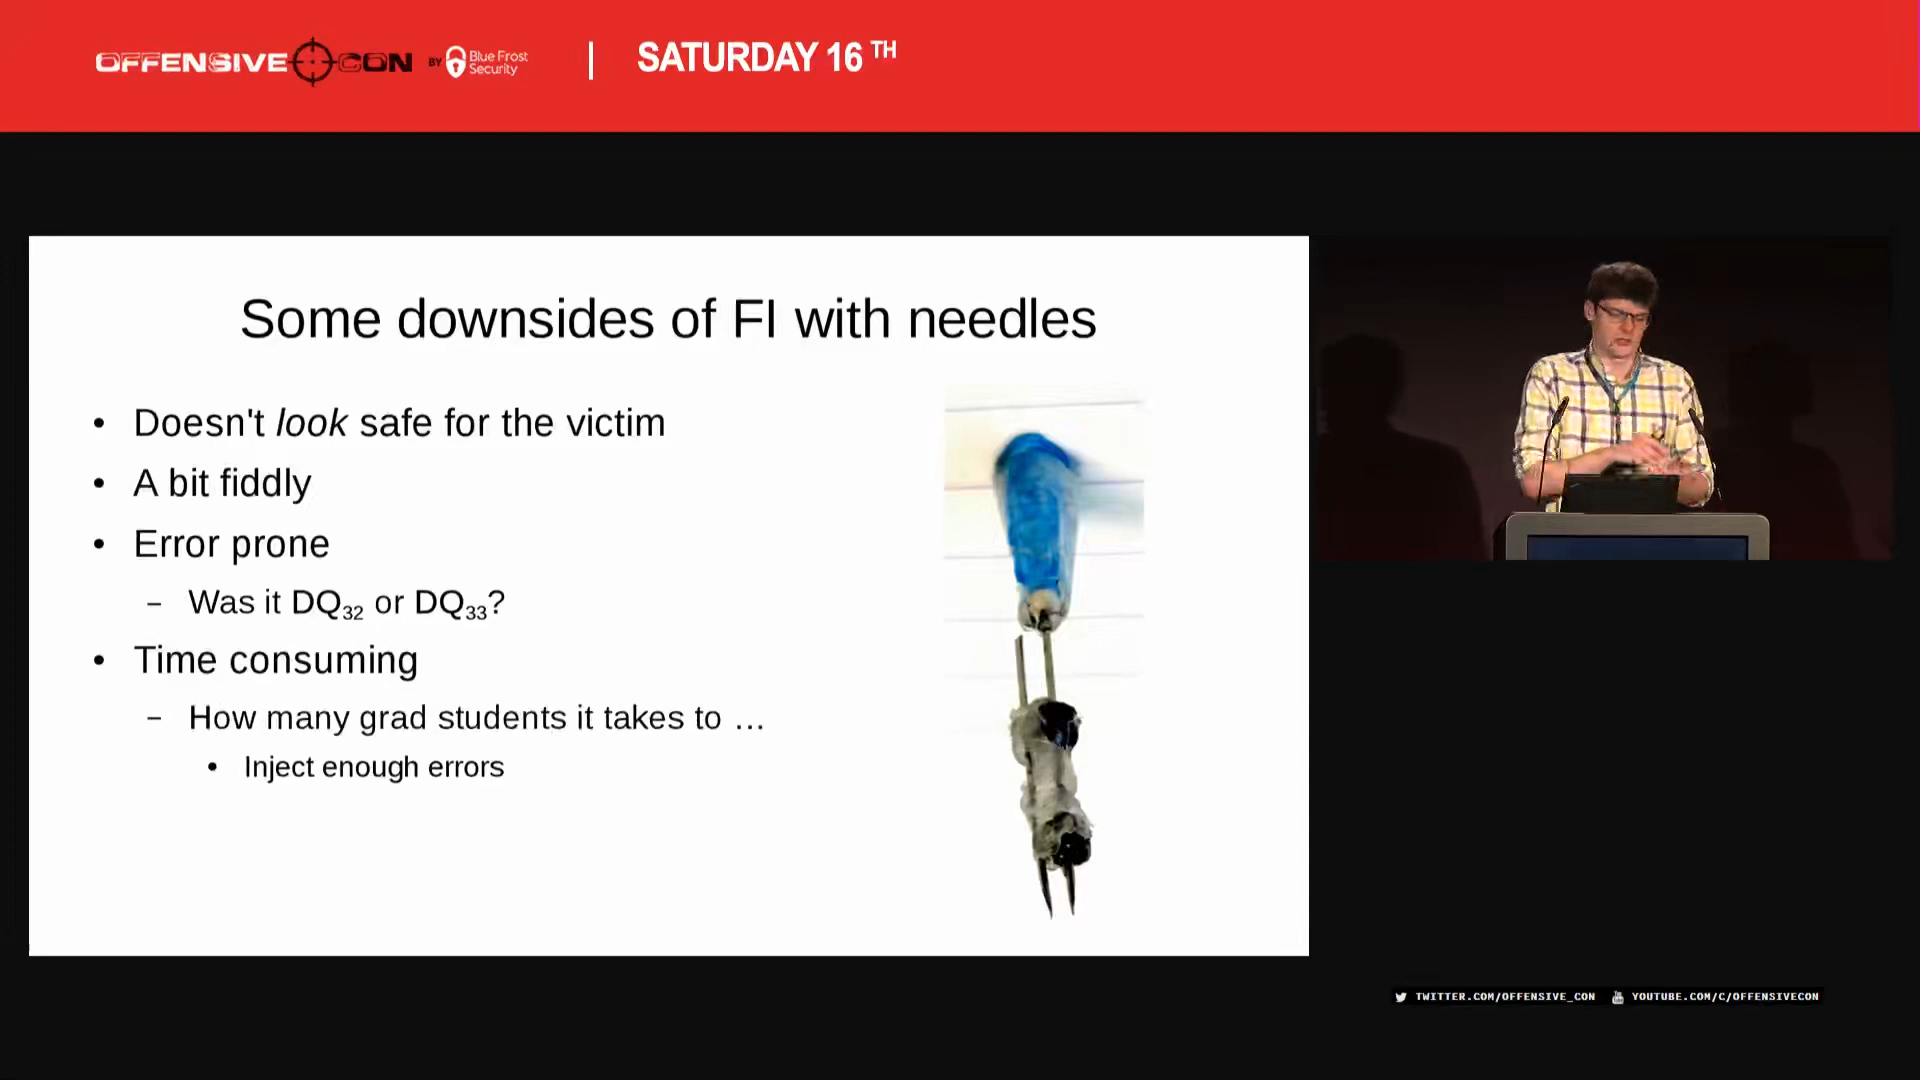 OFFENSIVE CON BY Blue Frost Security | SATURDAY 16 TH
Some downsides of FI with needles
• Doesn't look safe for the victim
• A bit fiddly
• Error prone
– Was it DQ32 or DQ33?
• Time consuming
– How many grad students it takes to …
• Inject enough errors
TWITTER.COM/OFFENSIVE_CON YOUTUBE.COM/C/OFFENSIVECON